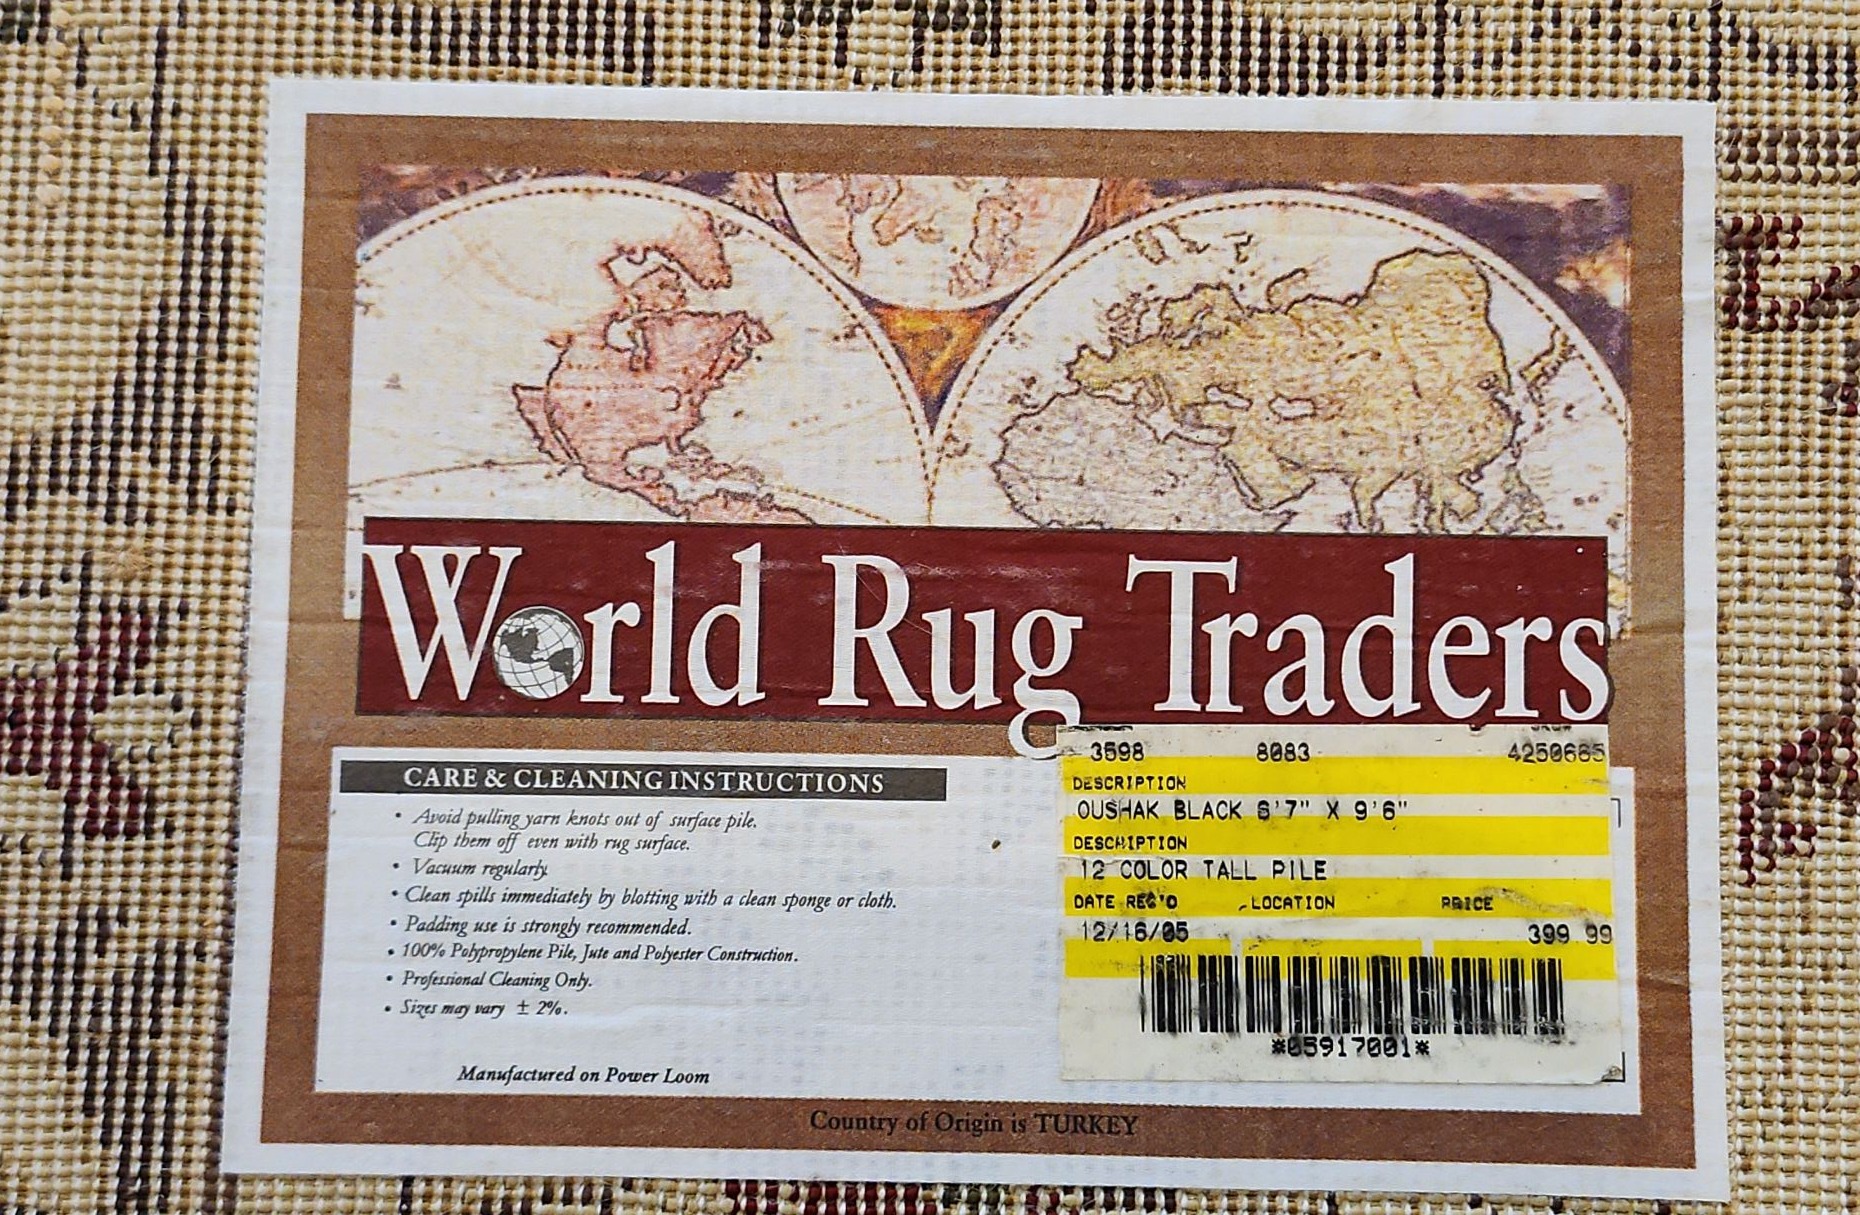 World Rug Traders
CARE & CLEANING INSTRUCTIONS
• Avoid pulling yarn knots out of surface pile.
Clip them off even with rug surface.
• Vacuum regularly.
• Clean spills immediately by blotting with a clean sponge or cloth.
• Padding use is strongly recommended.
• 100% Polypropylene Pile, Jute and Polyester Construction.
• Professional Cleaning Only.
• Sizes may vary ± 2%.
Manufactured on Power Loom
3598 8083 4250665
DESCRIPTION
OUSHAK BLACK 6'7" X 9'6"
DESCRIPTION
12 COLOR TALL PILE
DATE REC'D LOCATION PRICE
12/16/05 399.99
*05917001*
Country of Origin is TURKEY